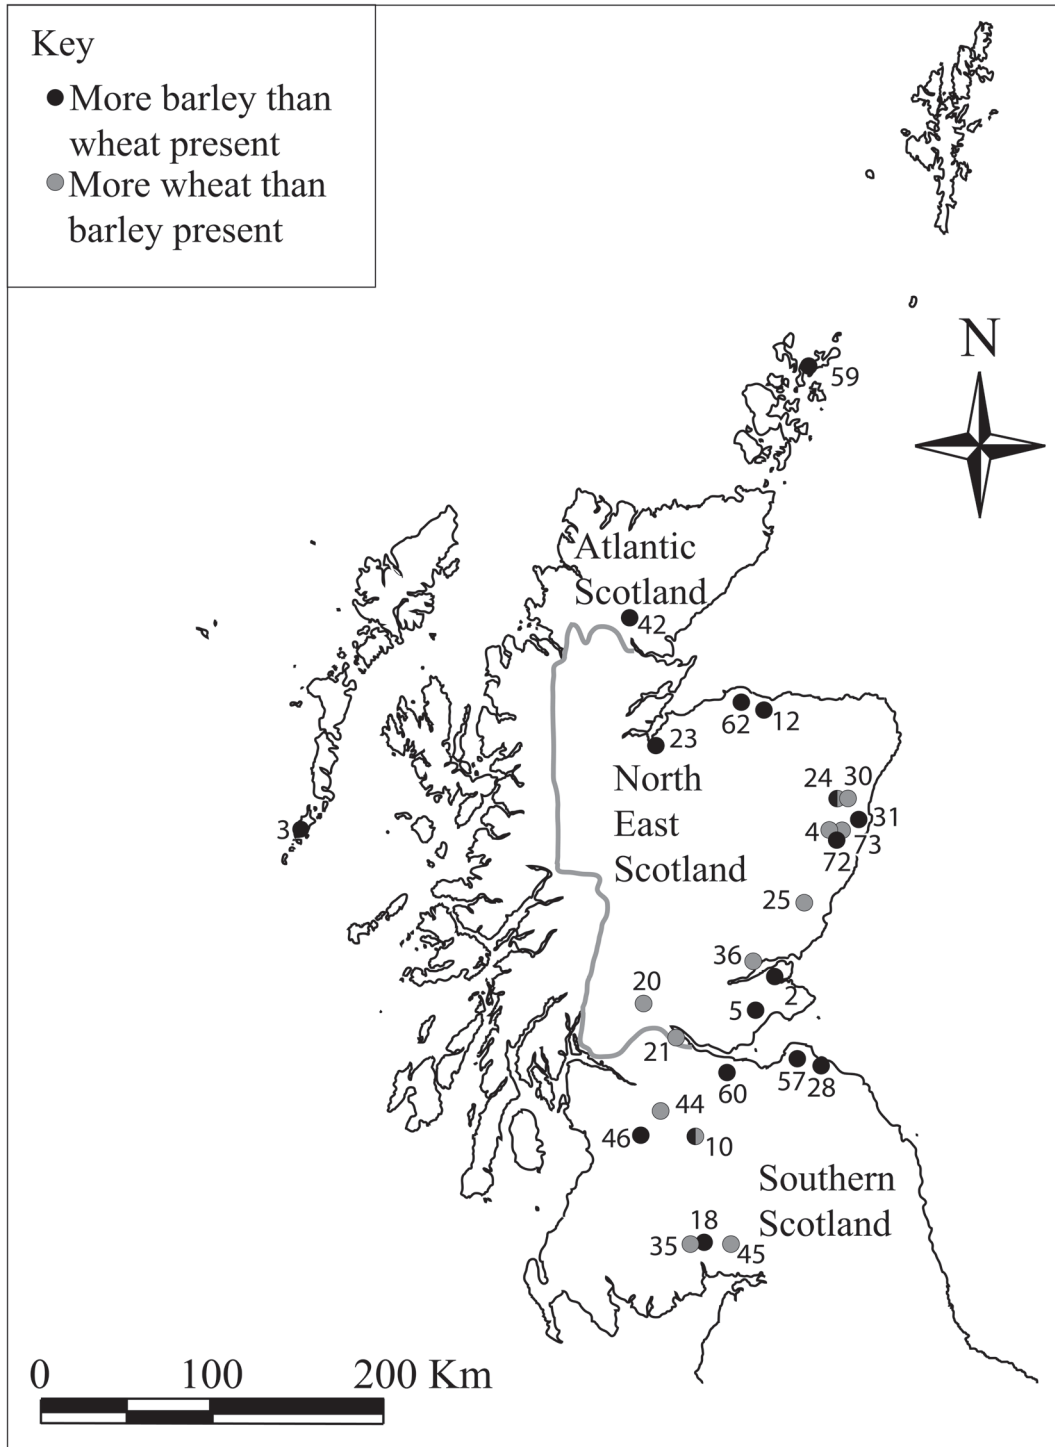 Key
More barley than
wheat present
More wheat than
barley present
N
59
Atlantic
Scotland
42
62
12
23
North
East
Scotland
24
30
31
4
73
72
3
25
36
20
2
5
21
57
28
60
44
46
10
Southern
Scotland
18
35
45
0
100
200 Km